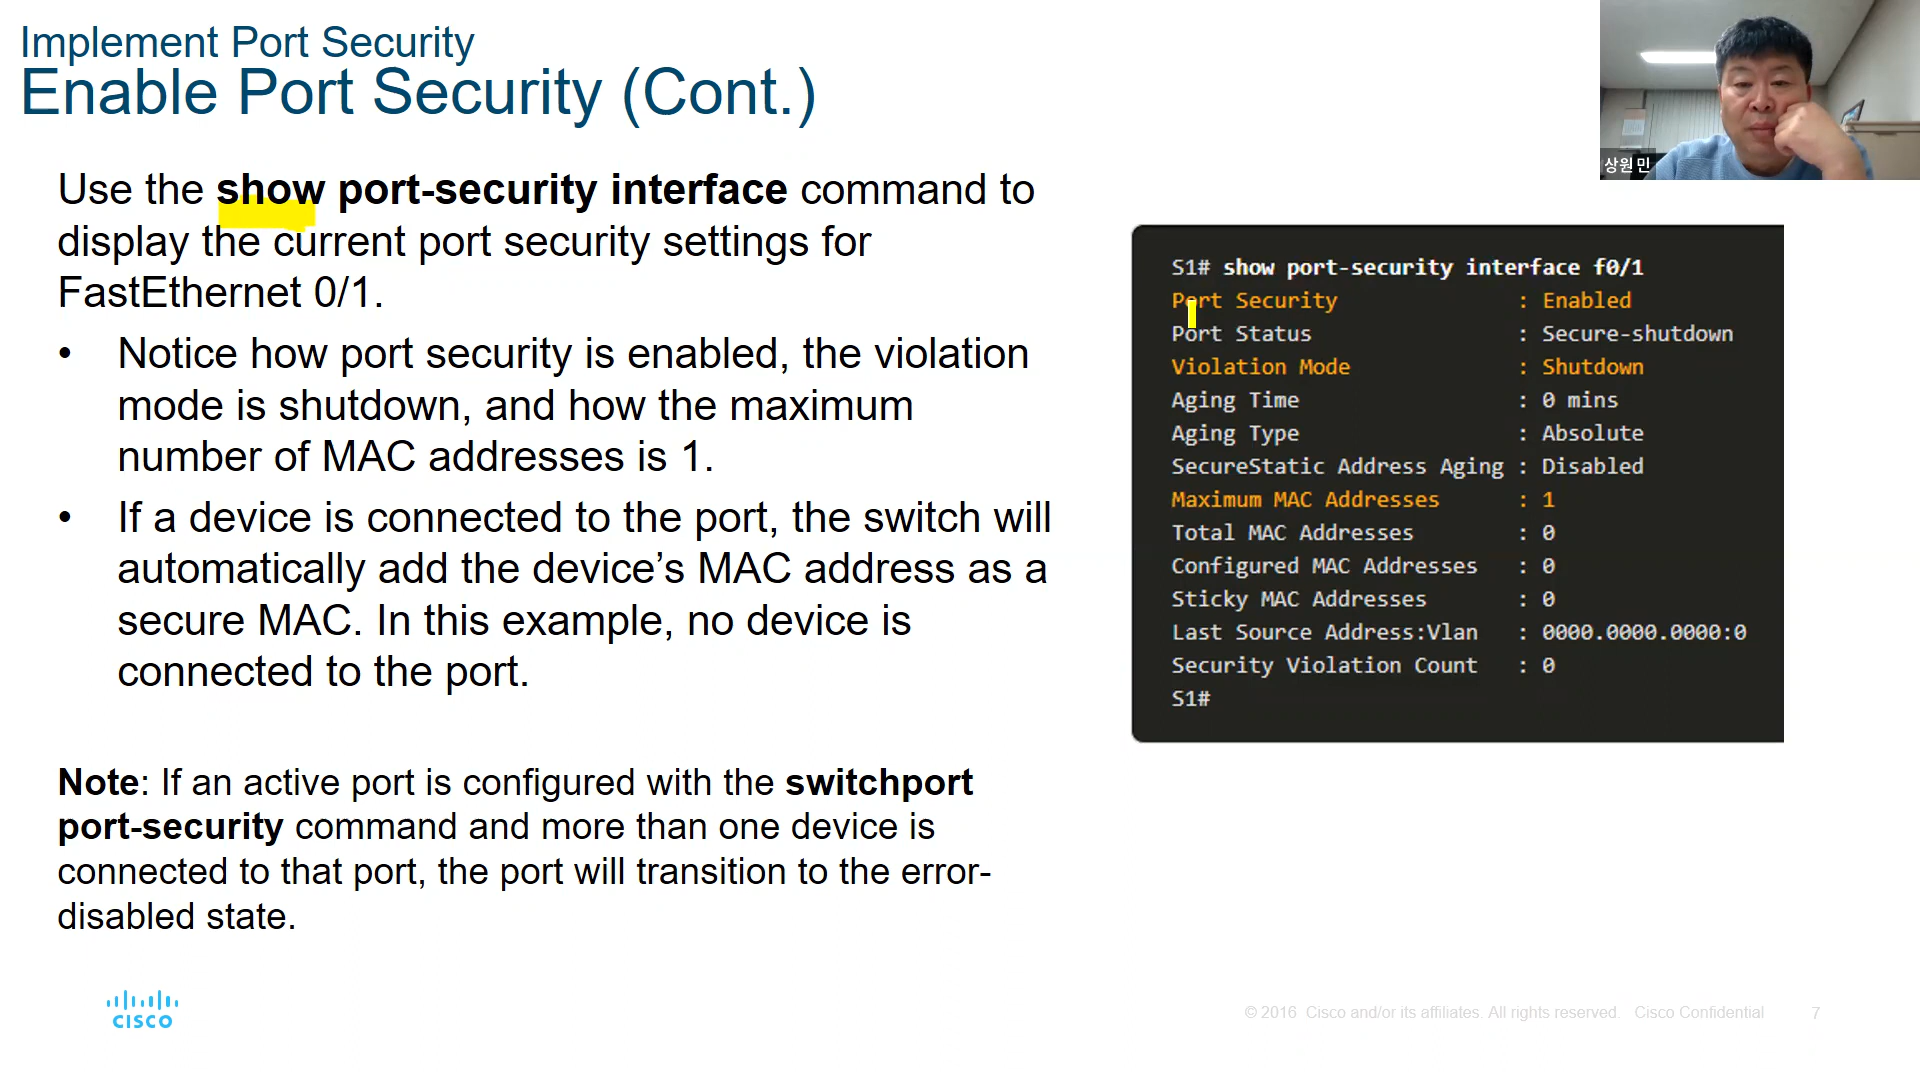 Implement Port Security
Enable Port Security (Cont.)
Use the show port-security interface command to
display the current port security settings for
FastEthernet 0/1.
• Notice how port security is enabled, the violation
mode is shutdown, and how the maximum
number of MAC addresses is 1.
• If a device is connected to the port, the switch will
automatically add the device’s MAC address as a
secure MAC. In this example, no device is
connected to the port.
Note: If an active port is configured with the switchport
port-security command and more than one device is
connected to that port, the port will transition to the error-
disabled state.
상원 민
S1# show port-security interface f0/1
Port Security : Enabled
Port Status : Secure-shutdown
Violation Mode : Shutdown
Aging Time : 0 mins
Aging Type : Absolute
SecureStatic Address Aging : Disabled
Maximum MAC Addresses : 1
Total MAC Addresses : 0
Configured MAC Addresses : 0
Sticky MAC Addresses : 0
Last Source Address:Vlan : 0000.0000.0000:0
Security Violation Count : 0
S1#
CISCO
© 2016 Cisco and/or its affiliates. All rights reserved. Cisco Confidential
7